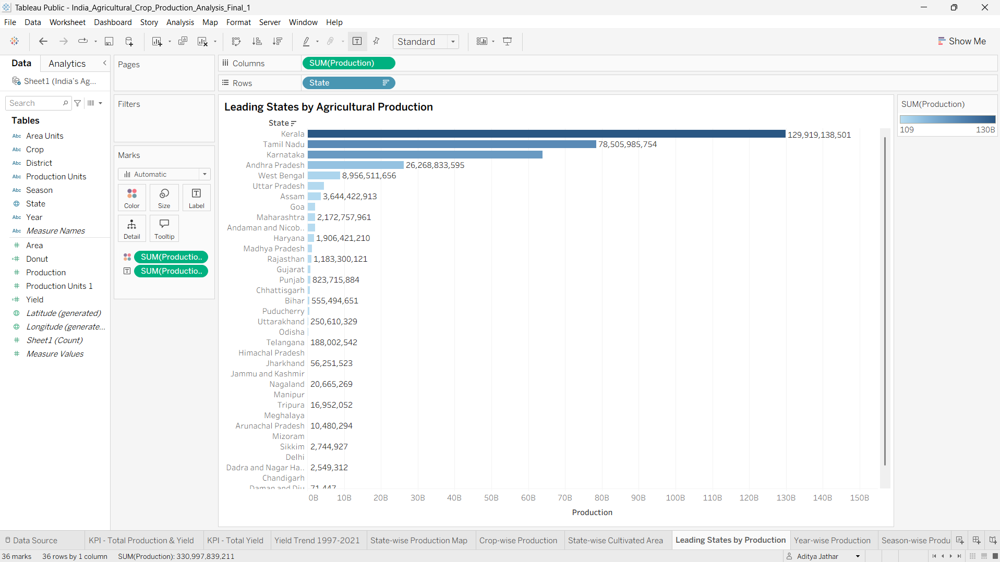 Tableau Public - India_Agricultural_Crop_Production_Analysis_Final_1
File Data Worksheet Dashboard Story Analysis Map Format Server Window Help
Standard
Show Me
Data Analytics
Sheet1 (India's Ag...
Search
Tables
Abc Area Units
Abc Crop
Abc District
Abc Production Units
Abc Season
State
Abc Year
Abc Measure Names
Area
Donut
Production
Production Units 1
Yield
Latitude (generated)
Longitude (generate...
Sheet1 (Count)
Measure Values
Pages
Filters
Marks
Automatic
Color Size Label
Detail Tooltip
SUM(Productio..
SUM(Productio..
Columns SUM(Production)
Rows State
Leading States by Agricultural Production
State
Kerala 129,919,138,501
Tamil Nadu 78,505,985,754
Karnataka
Andhra Pradesh 26,268,833,595
West Bengal 8,956,511,656
Uttar Pradesh
Assam 3,644,422,913
Goa
Maharashtra 2,172,757,961
Andaman and Nicob..
Haryana 1,906,421,210
Madhya Pradesh
Rajasthan 1,183,300,121
Gujarat
Punjab 823,715,884
Chhattisgarh
Bihar 555,494,651
Puducherry
Uttarakhand 250,610,329
Odisha
Telangana 188,002,542
Himachal Pradesh
Jharkhand 56,251,523
Jammu and Kashmir
Nagaland 20,665,269
Manipur
Tripura 16,952,052
Meghalaya
Arunachal Pradesh 10,480,294
Mizoram
Sikkim 2,744,927
Delhi
Dadra and Nagar Ha.. 2,549,312
Chandigarh
Daman and Diu 71,447
0B 10B 20B 30B 40B 50B 60B 70B 80B 90B 100B 110B 120B 130B 140B 150B
Production
SUM(Production)
109 130B
Data Source KPI - Total Production & Yield KPI - Total Yield Yield Trend 1997-2021 State-wise Production Map Crop-wise Production State-wise Cultivated Area Leading States by Production Year-wise Production Season-wise Produ
36 marks 36 rows by 1 column SUM(Production): 330,997,839,211 Aditya Jathar